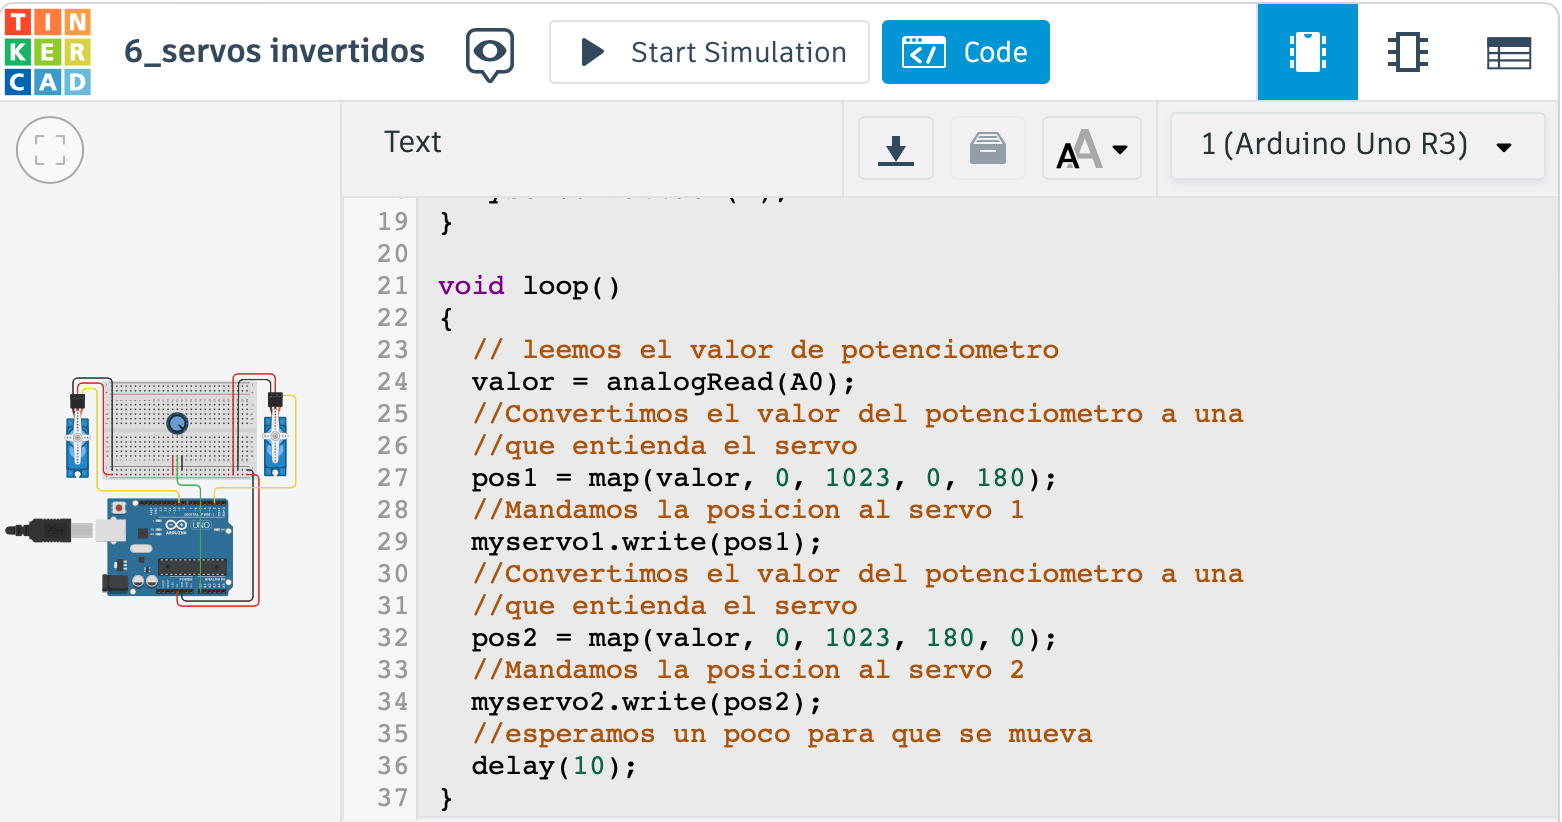 TINKERCAD
6_servos invertidos
Start Simulation
Code
Text
1 (Arduino Uno R3)
19 }
20
21 void loop()
22 {
23 // leemos el valor de potenciometro
24 valor = analogRead(A0);
25 //Convertimos el valor del potenciometro a una
26 //que entienda el servo
27 pos1 = map(valor, 0, 1023, 0, 180);
28 //Mandamos la posicion al servo 1
29 myservo1.write(pos1);
30 //Convertimos el valor del potenciometro a una
31 //que entienda el servo
32 pos2 = map(valor, 0, 1023, 180, 0);
33 //Mandamos la posicion al servo 2
34 myservo2.write(pos2);
35 //esperamos un poco para que se mueva
36 delay(10);
37 }
UNO
ARDUINO